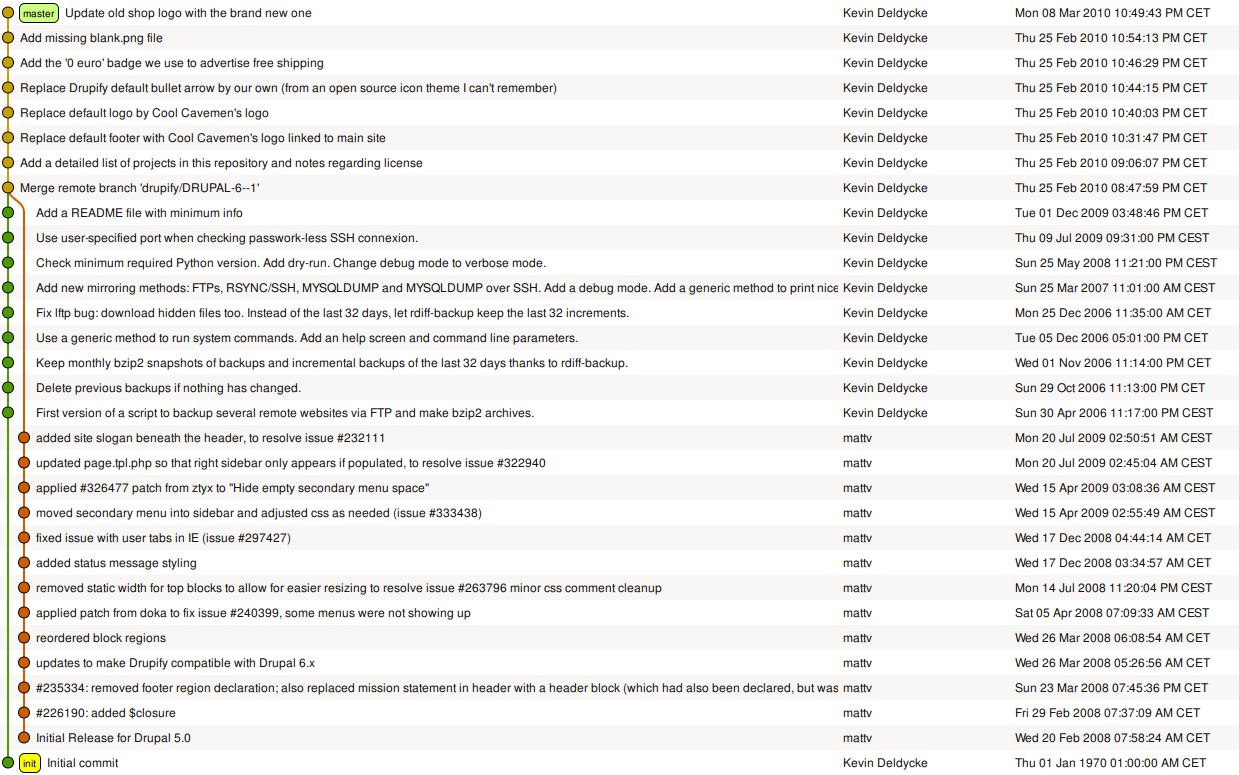 master Update old shop logo with the brand new one Kevin Deldycke Mon 08 Mar 2010 10:49:43 PM CET
Add missing blank.png file Kevin Deldycke Thu 25 Feb 2010 10:54:13 PM CET
Add the '0 euro' badge we use to advertise free shipping Kevin Deldycke Thu 25 Feb 2010 10:46:29 PM CET
Replace Drupify default bullet arrow by our own (from an open source icon theme I can't remember) Kevin Deldycke Thu 25 Feb 2010 10:44:15 PM CET
Replace default logo by Cool Cavemen's logo Kevin Deldycke Thu 25 Feb 2010 10:40:03 PM CET
Replace default footer with Cool Cavemen's logo linked to main site Kevin Deldycke Thu 25 Feb 2010 10:31:47 PM CET
Add a detailed list of projects in this repository and notes regarding license Kevin Deldycke Thu 25 Feb 2010 09:06:07 PM CET
Merge remote branch 'drupify/DRUPAL-6--1' Kevin Deldycke Thu 25 Feb 2010 08:47:59 PM CET
Add a README file with minimum info Kevin Deldycke Tue 01 Dec 2009 03:48:46 PM CET
Use user-specified port when checking passwork-less SSH connexion. Kevin Deldycke Thu 09 Jul 2009 09:31:00 PM CEST
Check minimum required Python version. Add dry-run. Change debug mode to verbose mode. Kevin Deldycke Sun 25 May 2008 11:21:00 PM CEST
Add new mirroring methods: FTPs, RSYNC/SSH, MYSQLDUMP and MYSQLDUMP over SSH. Add a debug mode. Add a generic method to print nice Kevin Deldycke Sun 25 Mar 2007 11:01:00 AM CEST
Fix lftp bug: download hidden files too. Instead of the last 32 days, let rdiff-backup keep the last 32 increments. Kevin Deldycke Mon 25 Dec 2006 11:35:00 AM CET
Use a generic method to run system commands. Add an help screen and command line parameters. Kevin Deldycke Tue 05 Dec 2006 05:01:00 PM CET
Keep monthly bzip2 snapshots of backups and incremental backups of the last 32 days thanks to rdiff-backup. Kevin Deldycke Wed 01 Nov 2006 11:14:00 PM CET
Delete previous backups if nothing has changed. Kevin Deldycke Sun 29 Oct 2006 11:13:00 PM CET
First version of a script to backup several remote websites via FTP and make bzip2 archives. Kevin Deldycke Sun 30 Apr 2006 11:17:00 PM CEST
added site slogan beneath the header, to resolve issue #232111 mattv Mon 20 Jul 2009 02:50:51 AM CEST
updated page.tpl.php so that right sidebar only appears if populated, to resolve issue #322940 mattv Mon 20 Jul 2009 02:45:04 AM CEST
applied #326477 patch from ztyx to "Hide empty secondary menu space" mattv Wed 15 Apr 2009 03:08:36 AM CEST
moved secondary menu into sidebar and adjusted css as needed (issue #333438) mattv Wed 15 Apr 2009 02:55:49 AM CEST
fixed issue with user tabs in IE (issue #297427) mattv Wed 17 Dec 2008 04:44:14 AM CET
added status message styling mattv Wed 17 Dec 2008 03:34:57 AM CET
removed static width for top blocks to allow for easier resizing to resolve issue #263796 minor css comment cleanup mattv Mon 14 Jul 2008 11:20:04 PM CEST
applied patch from doka to fix issue #240399, some menus were not showing up mattv Sat 05 Apr 2008 07:09:33 AM CEST
reordered block regions mattv Wed 26 Mar 2008 06:08:54 AM CET
updates to make Drupify compatible with Drupal 6.x mattv Wed 26 Mar 2008 05:26:56 AM CET
#235334: removed footer region declaration; also replaced mission statement in header with a header block (which had also been declared, but was mattv Sun 23 Mar 2008 07:45:36 PM CET
#226190: added $closure mattv Fri 29 Feb 2008 07:37:09 AM CET
Initial Release for Drupal 5.0 mattv Wed 20 Feb 2008 07:58:24 AM CET
init Initial commit Kevin Deldycke Thu 01 Jan 1970 01:00:00 AM CET